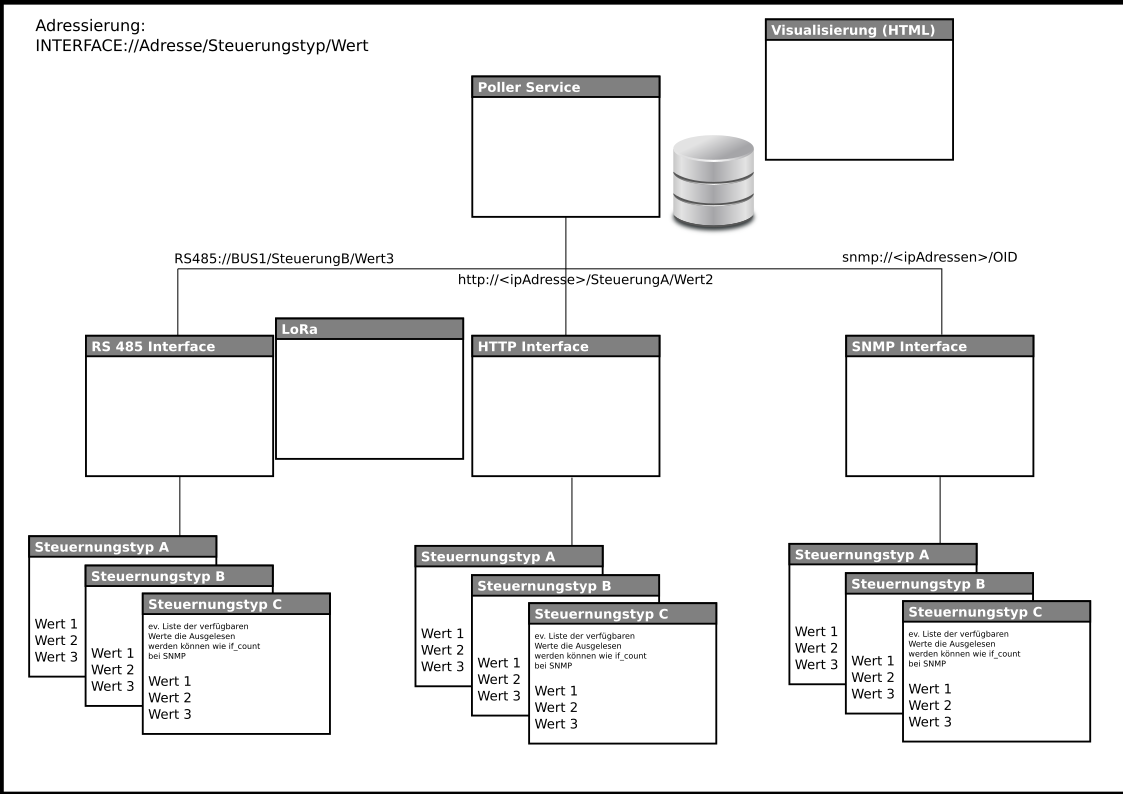 Adressierung:
INTERFACE://Adresse/Steuerungstyp/Wert
Visualisierung (HTML)
Poller Service
RS485://BUS1/SteuerungB/Wert3
snmp://<ipAdressen>/OID
http://<ipAdresse>/SteuerungA/Wert2
LoRa
RS 485 Interface
HTTP Interface
SNMP Interface
Steuernungstyp A
Wert 1
Wert 2
Wert 3
Steuernungstyp B
Wert 1
Wert 2
Wert 3
Steuernungstyp C
ev. Liste der verfügbaren
Werte die Ausgelesen
werden können wie if_count
bei SNMP
Wert 1
Wert 2
Wert 3
Steuernungstyp A
Wert 1
Wert 2
Wert 3
Steuernungstyp B
Wert 1
Wert 2
Wert 3
Steuernungstyp C
ev. Liste der verfügbaren
Werte die Ausgelesen
werden können wie if_count
bei SNMP
Wert 1
Wert 2
Wert 3
Steuernungstyp A
Wert 1
Wert 2
Wert 3
Steuernungstyp B
Wert 1
Wert 2
Wert 3
Steuernungstyp C
ev. Liste der verfügbaren
Werte die Ausgelesen
werden können wie if_count
bei SNMP
Wert 1
Wert 2
Wert 3